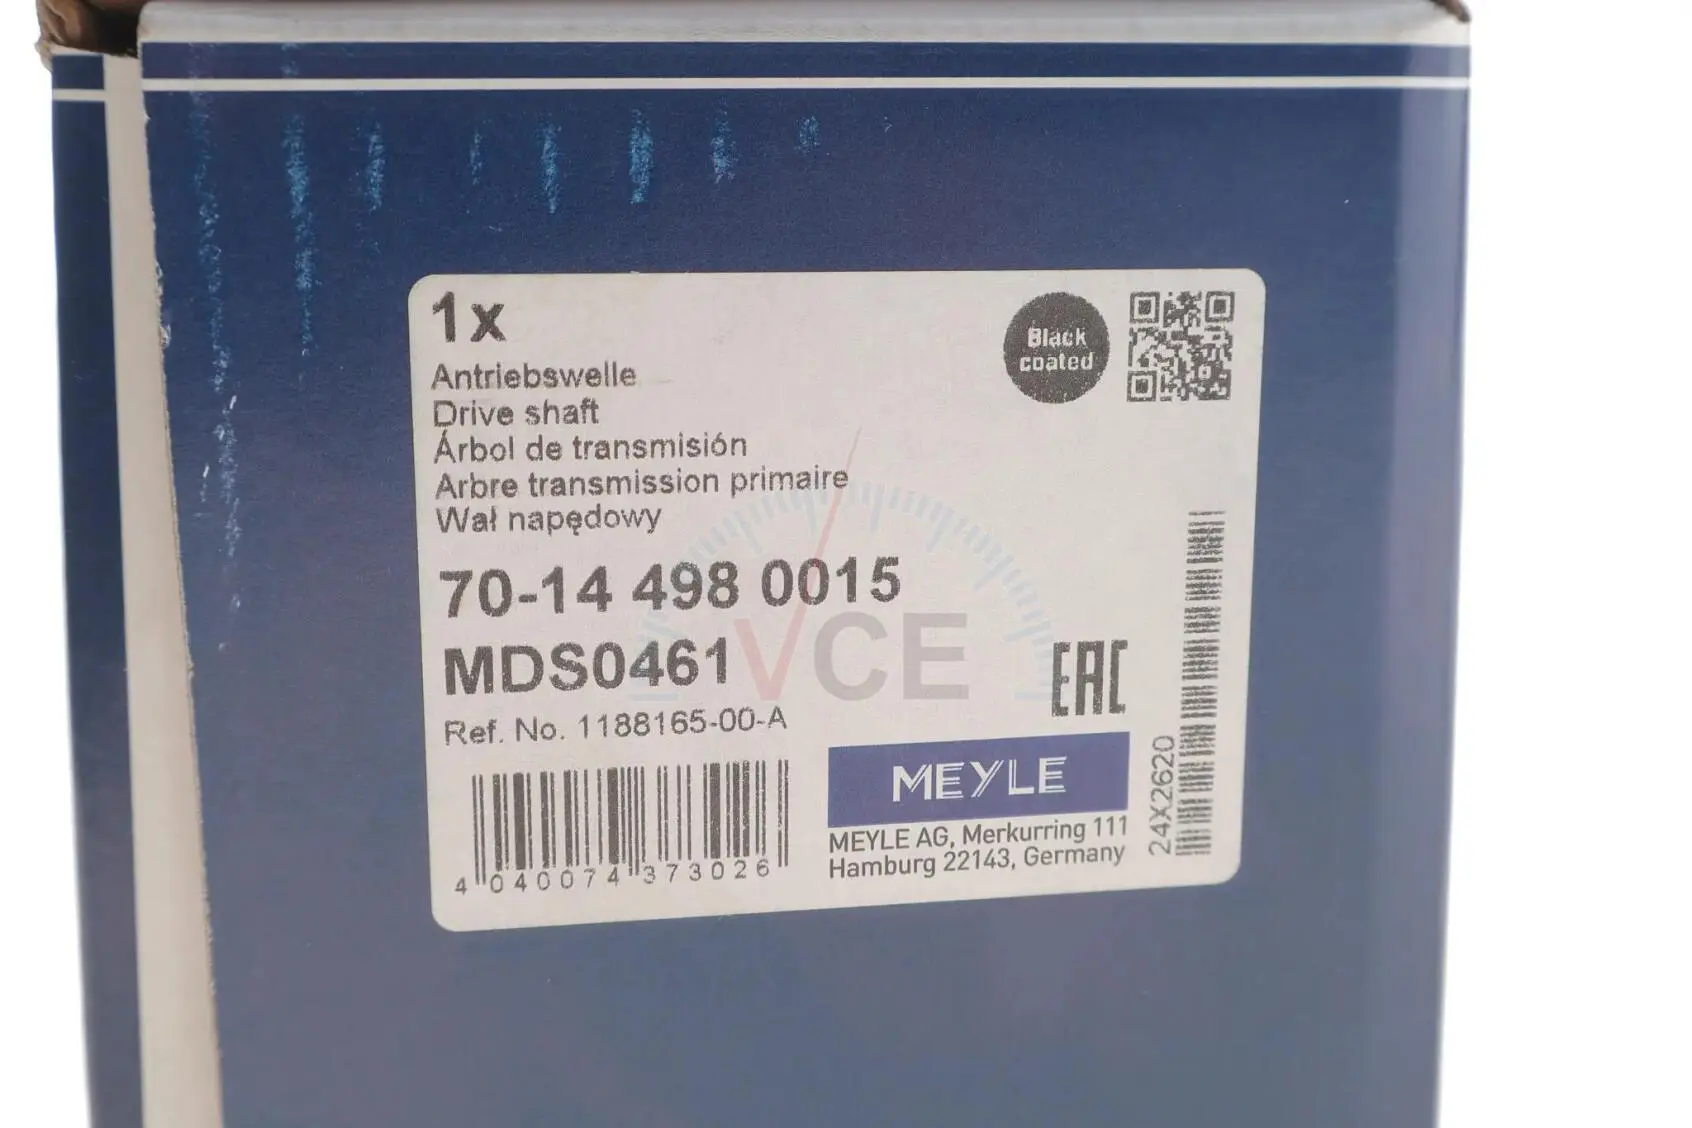 1x
Black
coated
Antriebswelle
Drive shaft
Árbol de transmisión
Arbre transmission primaire
Wał napędowy
70-14 498 0015
MDS0461
VCE
EAC
Ref. No. 1188165-00-A
MEYLE
MEYLE AG, Merkurring 111
Hamburg 22143, Germany
24X2620
4 040074 373026